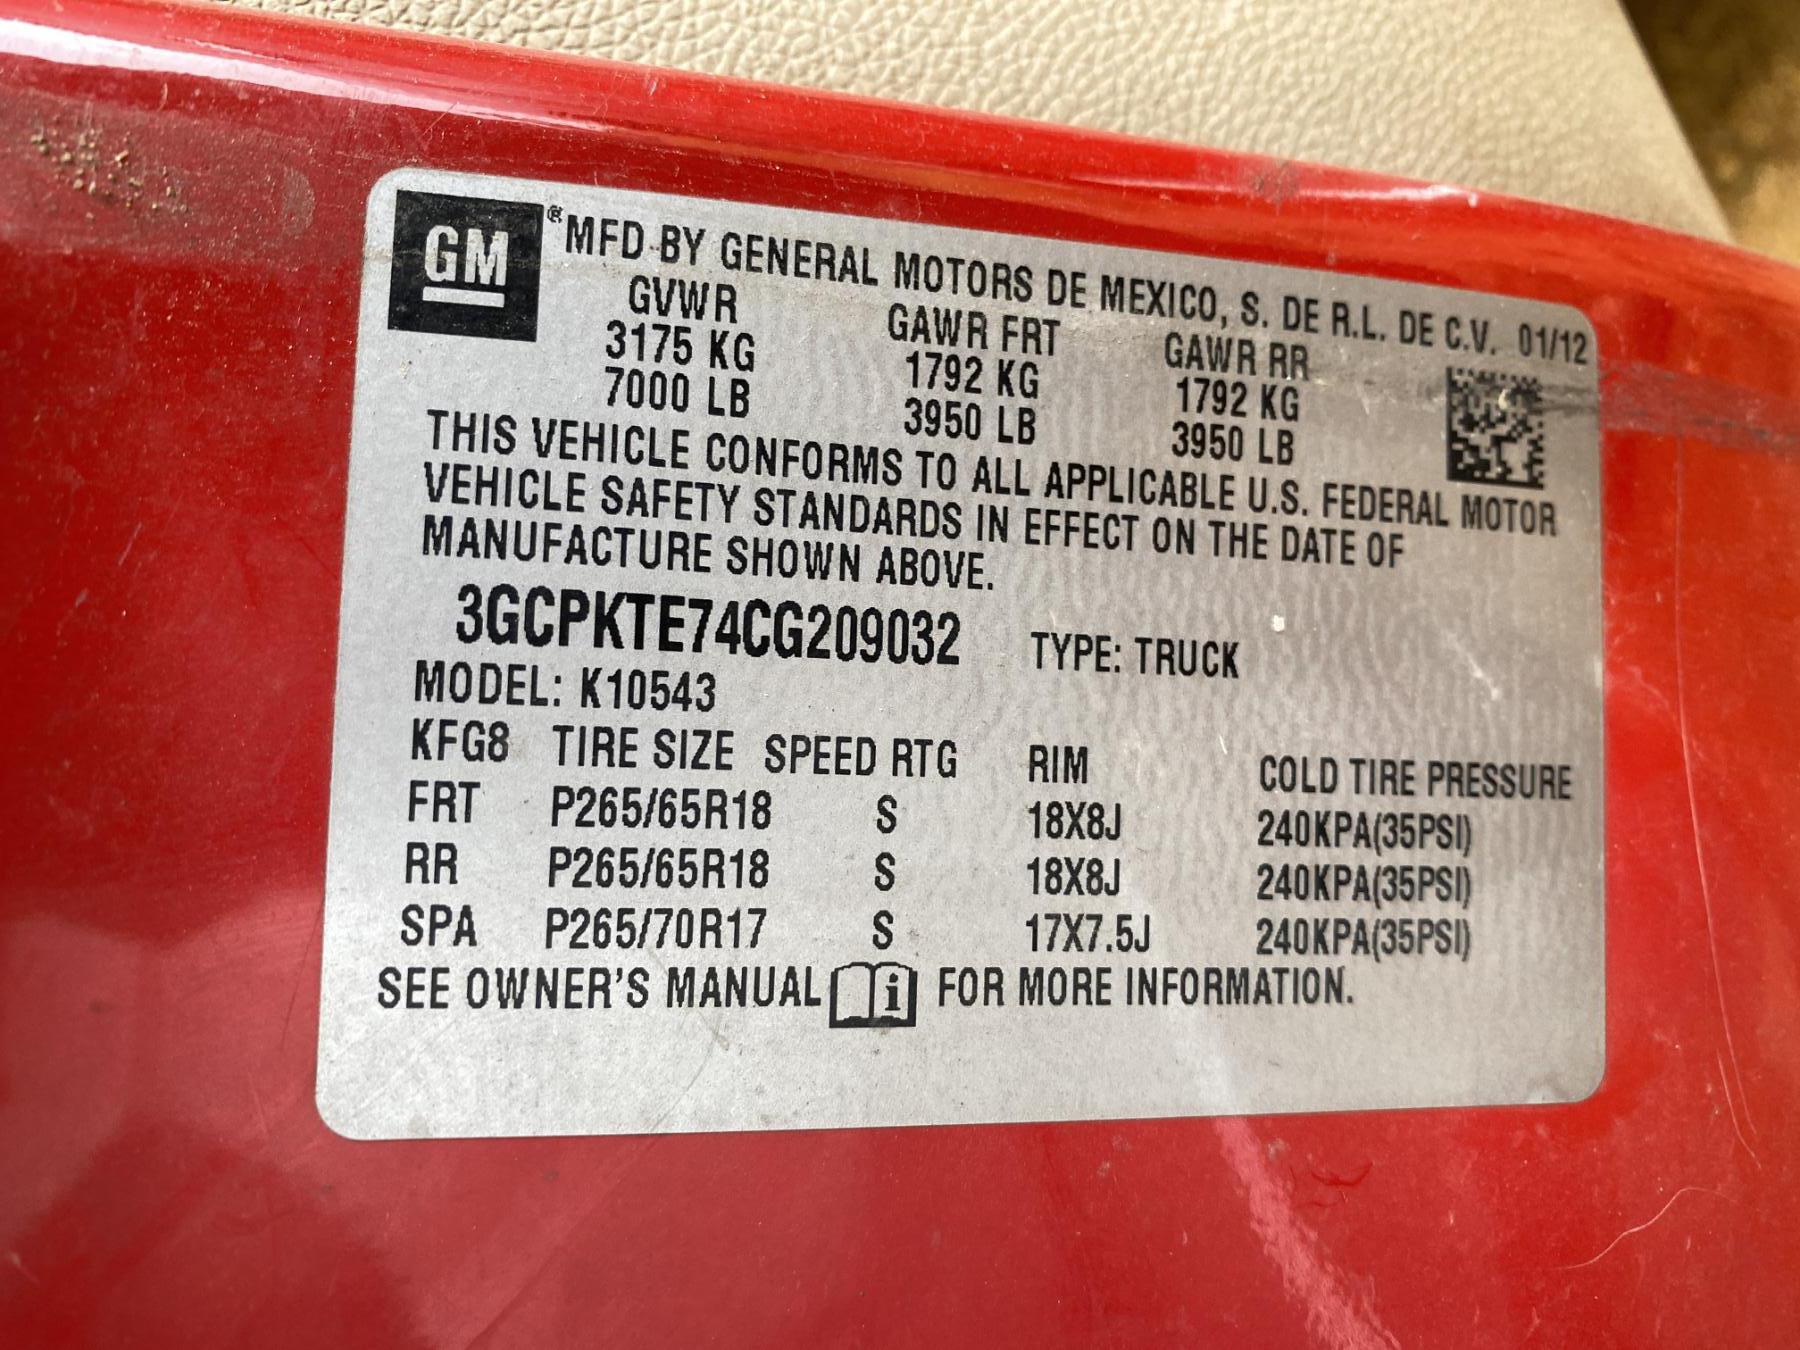 GM ® MFD BY GENERAL MOTORS DE MEXICO, S. DE R.L. DE C.V. 01/12
GVWR GAWR FRT GAWR RR
3175 KG 1792 KG 1792 KG
7000 LB 3950 LB 3950 LB
THIS VEHICLE CONFORMS TO ALL APPLICABLE U.S. FEDERAL MOTOR
VEHICLE SAFETY STANDARDS IN EFFECT ON THE DATE OF
MANUFACTURE SHOWN ABOVE.
3GCPKTE74CG209032 TYPE: TRUCK
MODEL: K10543
KFG8 TIRE SIZE SPEED RTG RIM COLD TIRE PRESSURE
FRT P265/65R18 S 18X8J 240KPA(35PSI)
RR P265/65R18 S 18X8J 240KPA(35PSI)
SPA P265/70R17 S 17X7.5J 240KPA(35PSI)
SEE OWNER'S MANUAL i FOR MORE INFORMATION.